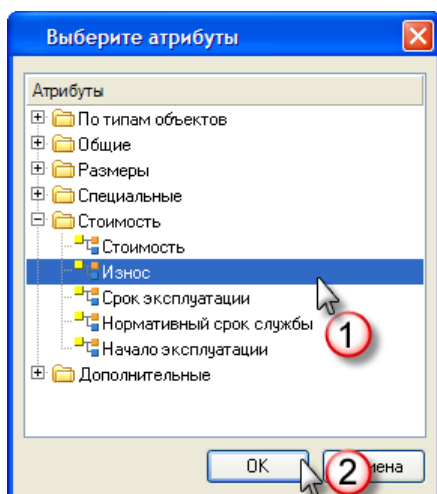 Выберите атрибуты
Атрибуты
По типам объектов
Общие
Размеры
Специальные
Стоимость
Стоимость
Износ
Срок эксплуатации
Нормативный срок службы
1
Начало эксплуатации
Дополнительные
OK
2